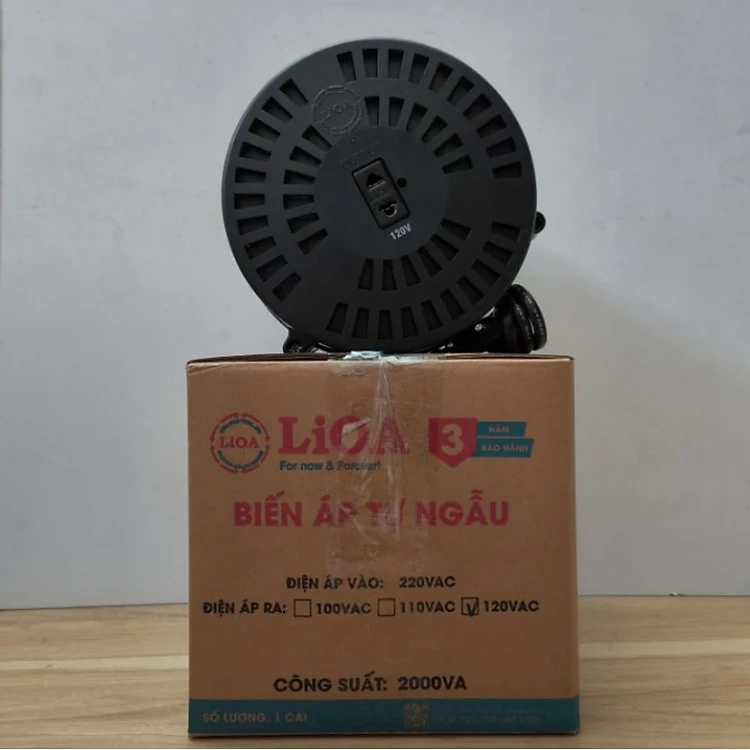 LiOA
120V
LiOA LiOA 3 NĂM
BẢO HÀNH
For now & Forever!
BIẾN ÁP TỰ NGẪU
ĐIỆN ÁP VÀO: 220VAC
ĐIỆN ÁP RA: 100VAC 110VAC 120VAC
CÔNG SUẤT: 2000VA
SỐ LƯỢNG: 1 CÁI